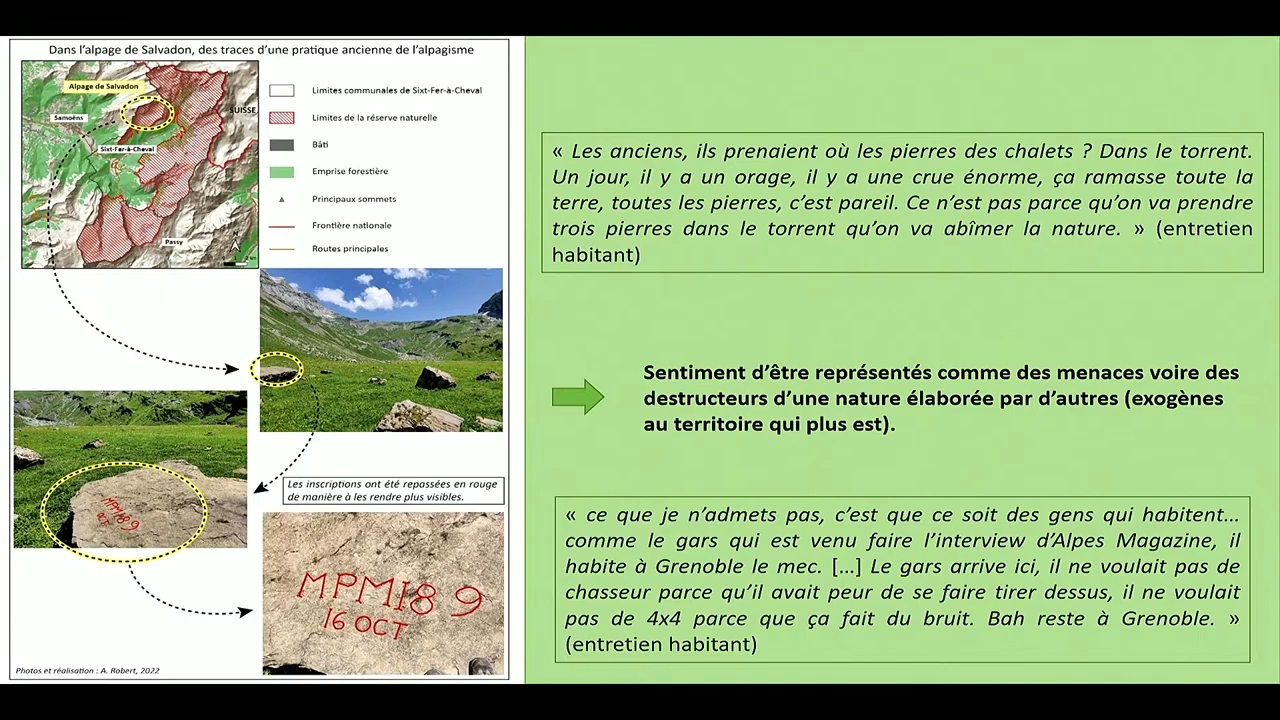 Dans l’alpage de Salvadon, des traces d’une pratique ancienne de l’alpagisme
Alpage de Salvadon
SUISSE
Samoëns
Sixt-Fer-à-Cheval
Passy
N
Limites communales de Sixt-Fer-à-Cheval
Limites de la réserve naturelle
Bâti
Emprise forestière
Principaux sommets
Frontière nationale
Routes principales
Les inscriptions ont été repassées en rouge
de manière à les rendre plus visibles.
MPM189
OCT
MPMI89
16 OCT
Photos et réalisation : A. Robert, 2022
« Les anciens, ils prenaient où les pierres des chalets ? Dans le torrent.
Un jour, il y a un orage, il y a une crue énorme, ça ramasse toute la
terre, toutes les pierres, c’est pareil. Ce n’est pas parce qu’on va prendre
trois pierres dans le torrent qu’on va abîmer la nature. » (entretien
habitant)
Sentiment d’être représentés comme des menaces voire des
destructeurs d’une nature élaborée par d’autres (exogènes
au territoire qui plus est).
« ce que je n’admets pas, c’est que ce soit des gens qui habitent…
comme le gars qui est venu faire l’interview d’Alpes Magazine, il
habite à Grenoble le mec. […] Le gars arrive ici, il ne voulait pas de
chasseur parce qu’il avait peur de se faire tirer dessus, il ne voulait
pas de 4x4 parce que ça fait du bruit. Bah reste à Grenoble. »
(entretien habitant)